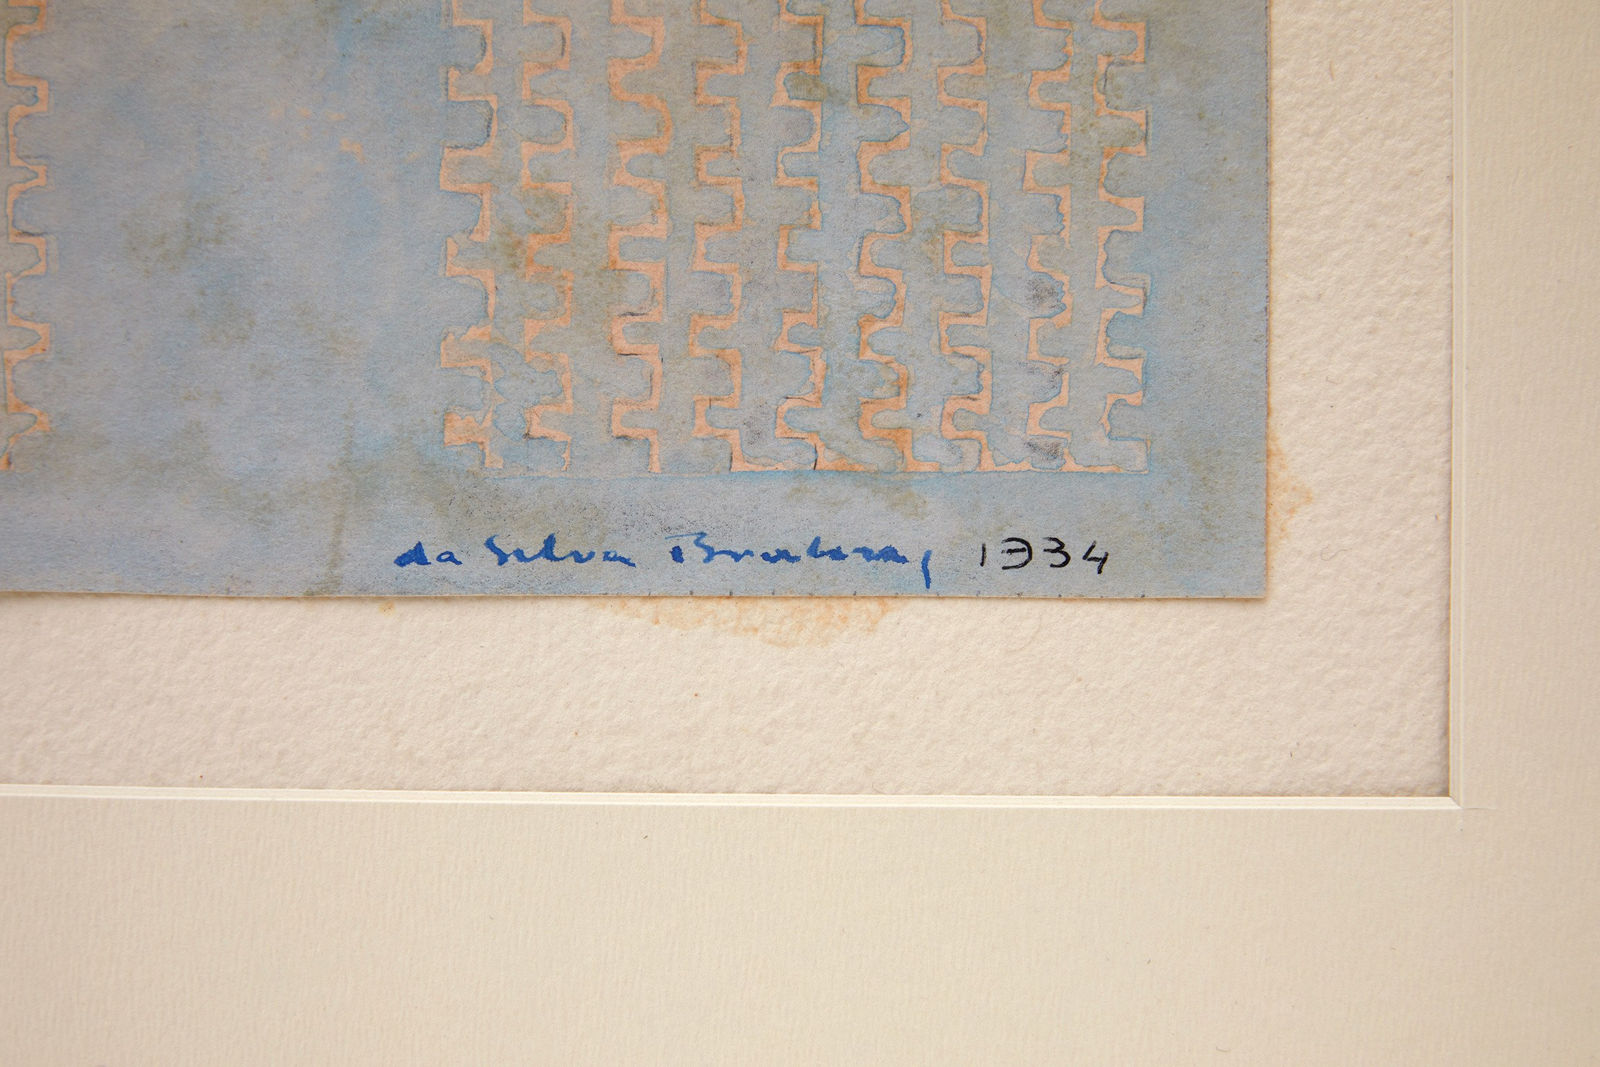 da Silva Bruhns, 1934